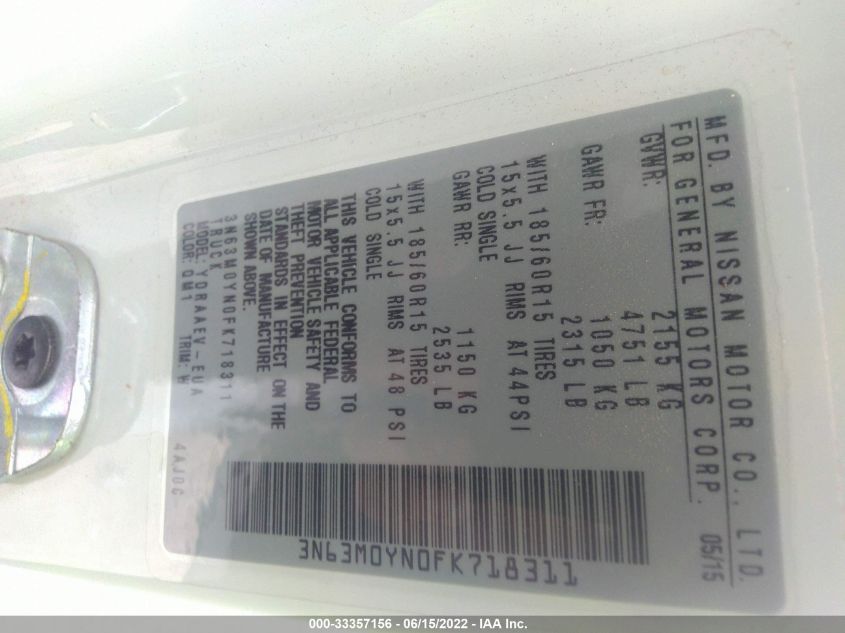 MFD. BY NISSAN MOTOR CO., LTD.
FOR GENERAL MOTORS CORP. 05/15
GVWR: 2155 KG
4751 LB
GAWR FR: 1050 KG
2315 LB
WITH 185/60R15 TIRES
15x5.5 JJ RIMS AT 44PSI
COLD SINGLE
GAWR RR: 1150 KG
2535 LB
WITH 185/60R15 TIRES
15x5.5 JJ RIMS AT 48 PSI
COLD SINGLE
THIS VEHICLE CONFORMS TO
ALL APPLICABLE FEDERAL
MOTOR VEHICLE SAFETY AND
THEFT PREVENTION
STANDARDS IN EFFECT ON THE
DATE OF MANUFACTURE
SHOWN ABOVE.
3N63M0YN0FK718311
TRUCK
MODEL: YDRAAEV-EUA
COLOR: QM1 TRIM: W
4AJ0C
3N63M0YN0FK718311
000-33357156 - 06/15/2022 - IAA Inc.